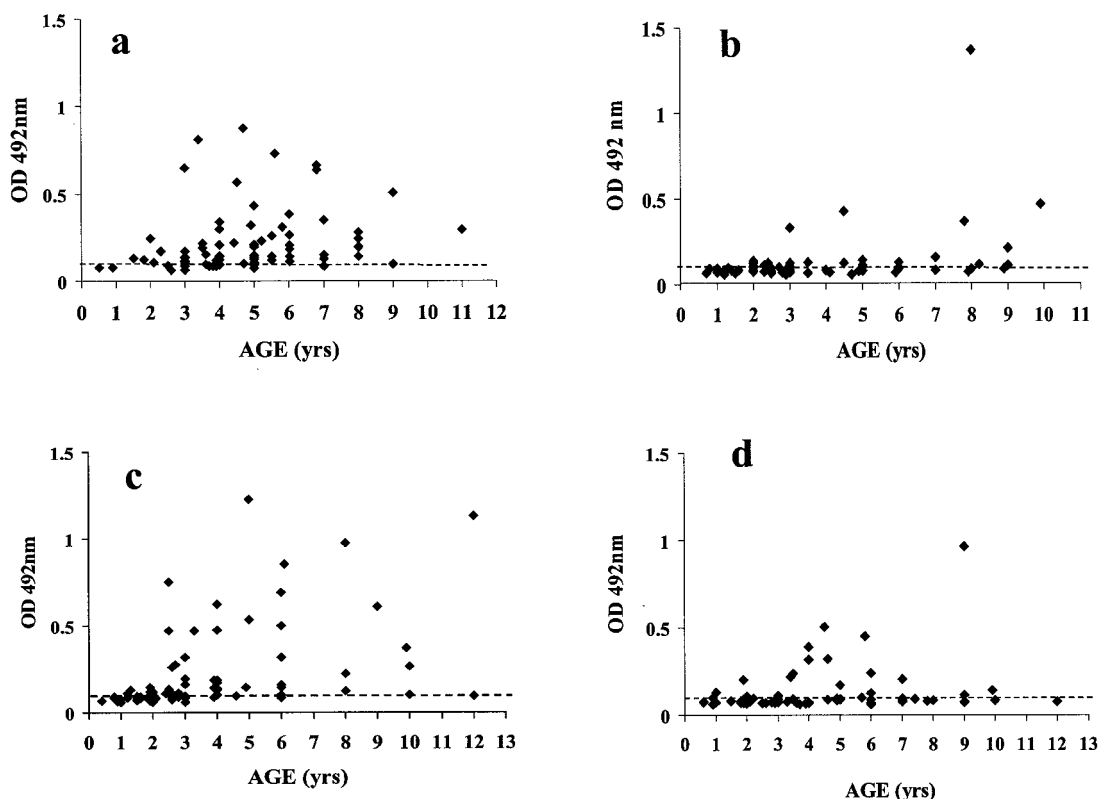 a
1.5
1
0.5
0
OD 492nm
0 1 2 3 4 5 6 7 8 9 10 11 12
AGE (yrs)
b
1.5
1
0.5
0
OD 492 nm
0 1 2 3 4 5 6 7 8 9 10 11
AGE (yrs)
c
1.5
1
0.5
0
OD 492nm
0 1 2 3 4 5 6 7 8 9 10 11 12 13
AGE (yrs)
d
1.5
1
0.5
0
OD 492nm
0 1 2 3 4 5 6 7 8 9 10 11 12 13
AGE (yrs)